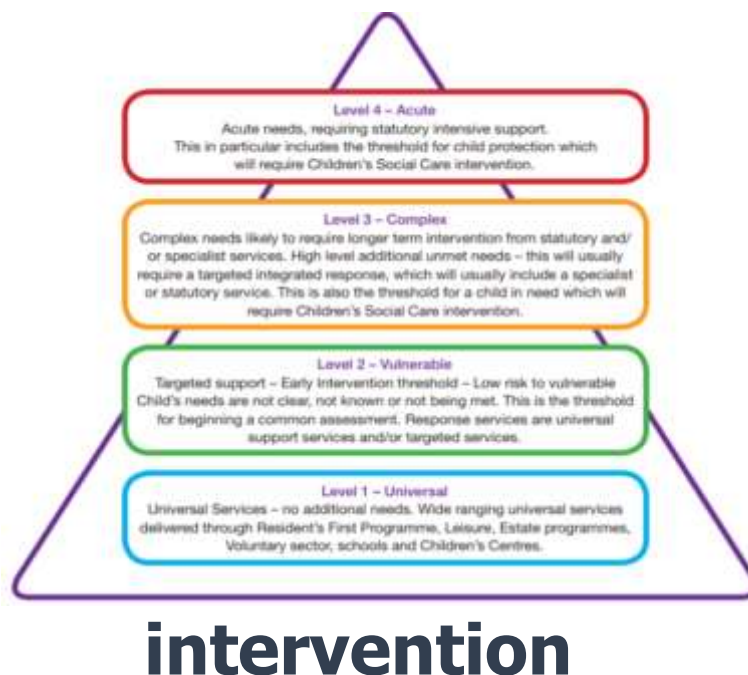 Level 4 – Acute
Acute needs, requiring statutory intensive support.
This in particular includes the threshold for child protection which
will require Children's Social Care intervention.
Level 3 – Complex
Complex needs likely to require longer term intervention from statutory and/
or specialist services. High level additional unmet needs – this will usually
require a targeted integrated response, which will usually include a specialist
or statutory service. This is also the threshold for a child in need which will
require Children's Social Care intervention.
Level 2 – Vulnerable
Targeted support – Early Intervention threshold – Low risk to vulnerable
Child's needs are not clear, not known or not being met. This is the threshold
for beginning a common assessment. Response services are universal
support services and/or targeted services.
Level 1 – Universal
Universal Services – no additional needs. Wide ranging universal services
delivered through Resident's First Programme, Leisure, Estate programmes,
Voluntary sector, schools and Children's Centres.
intervention